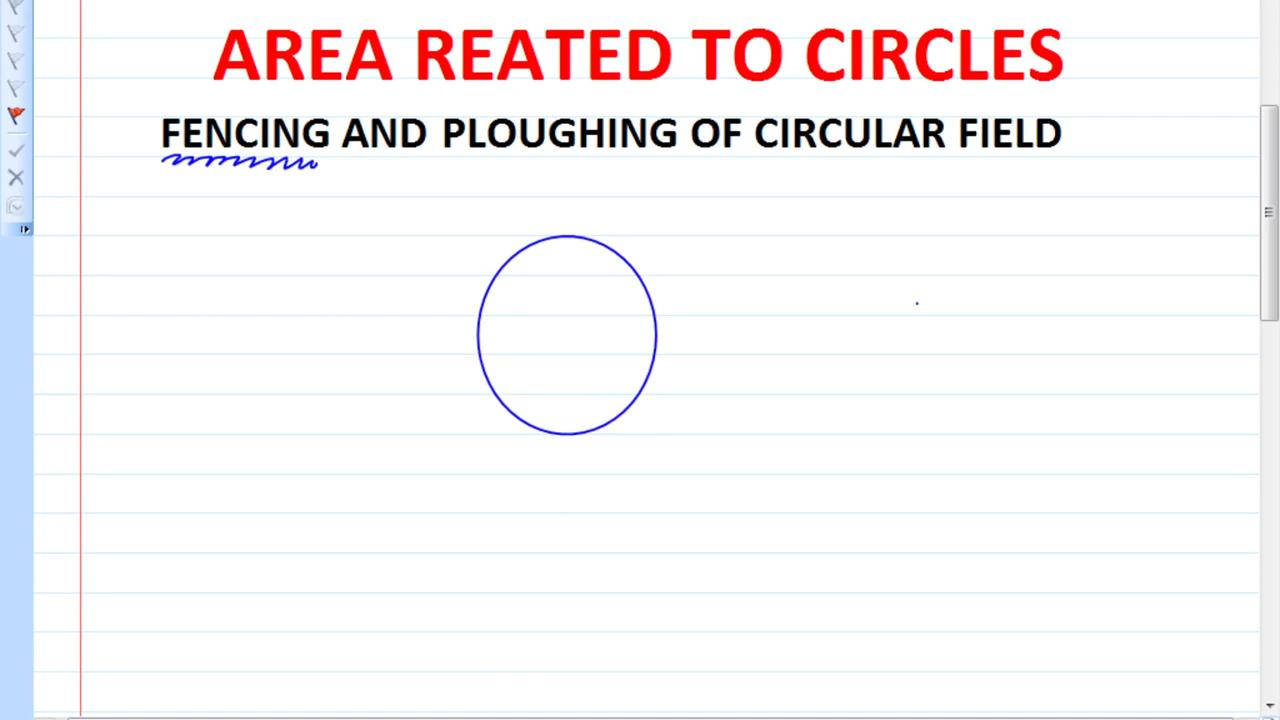 AREA REATED TO CIRCLES
FENCING AND PLOUGHING OF CIRCULAR FIELD